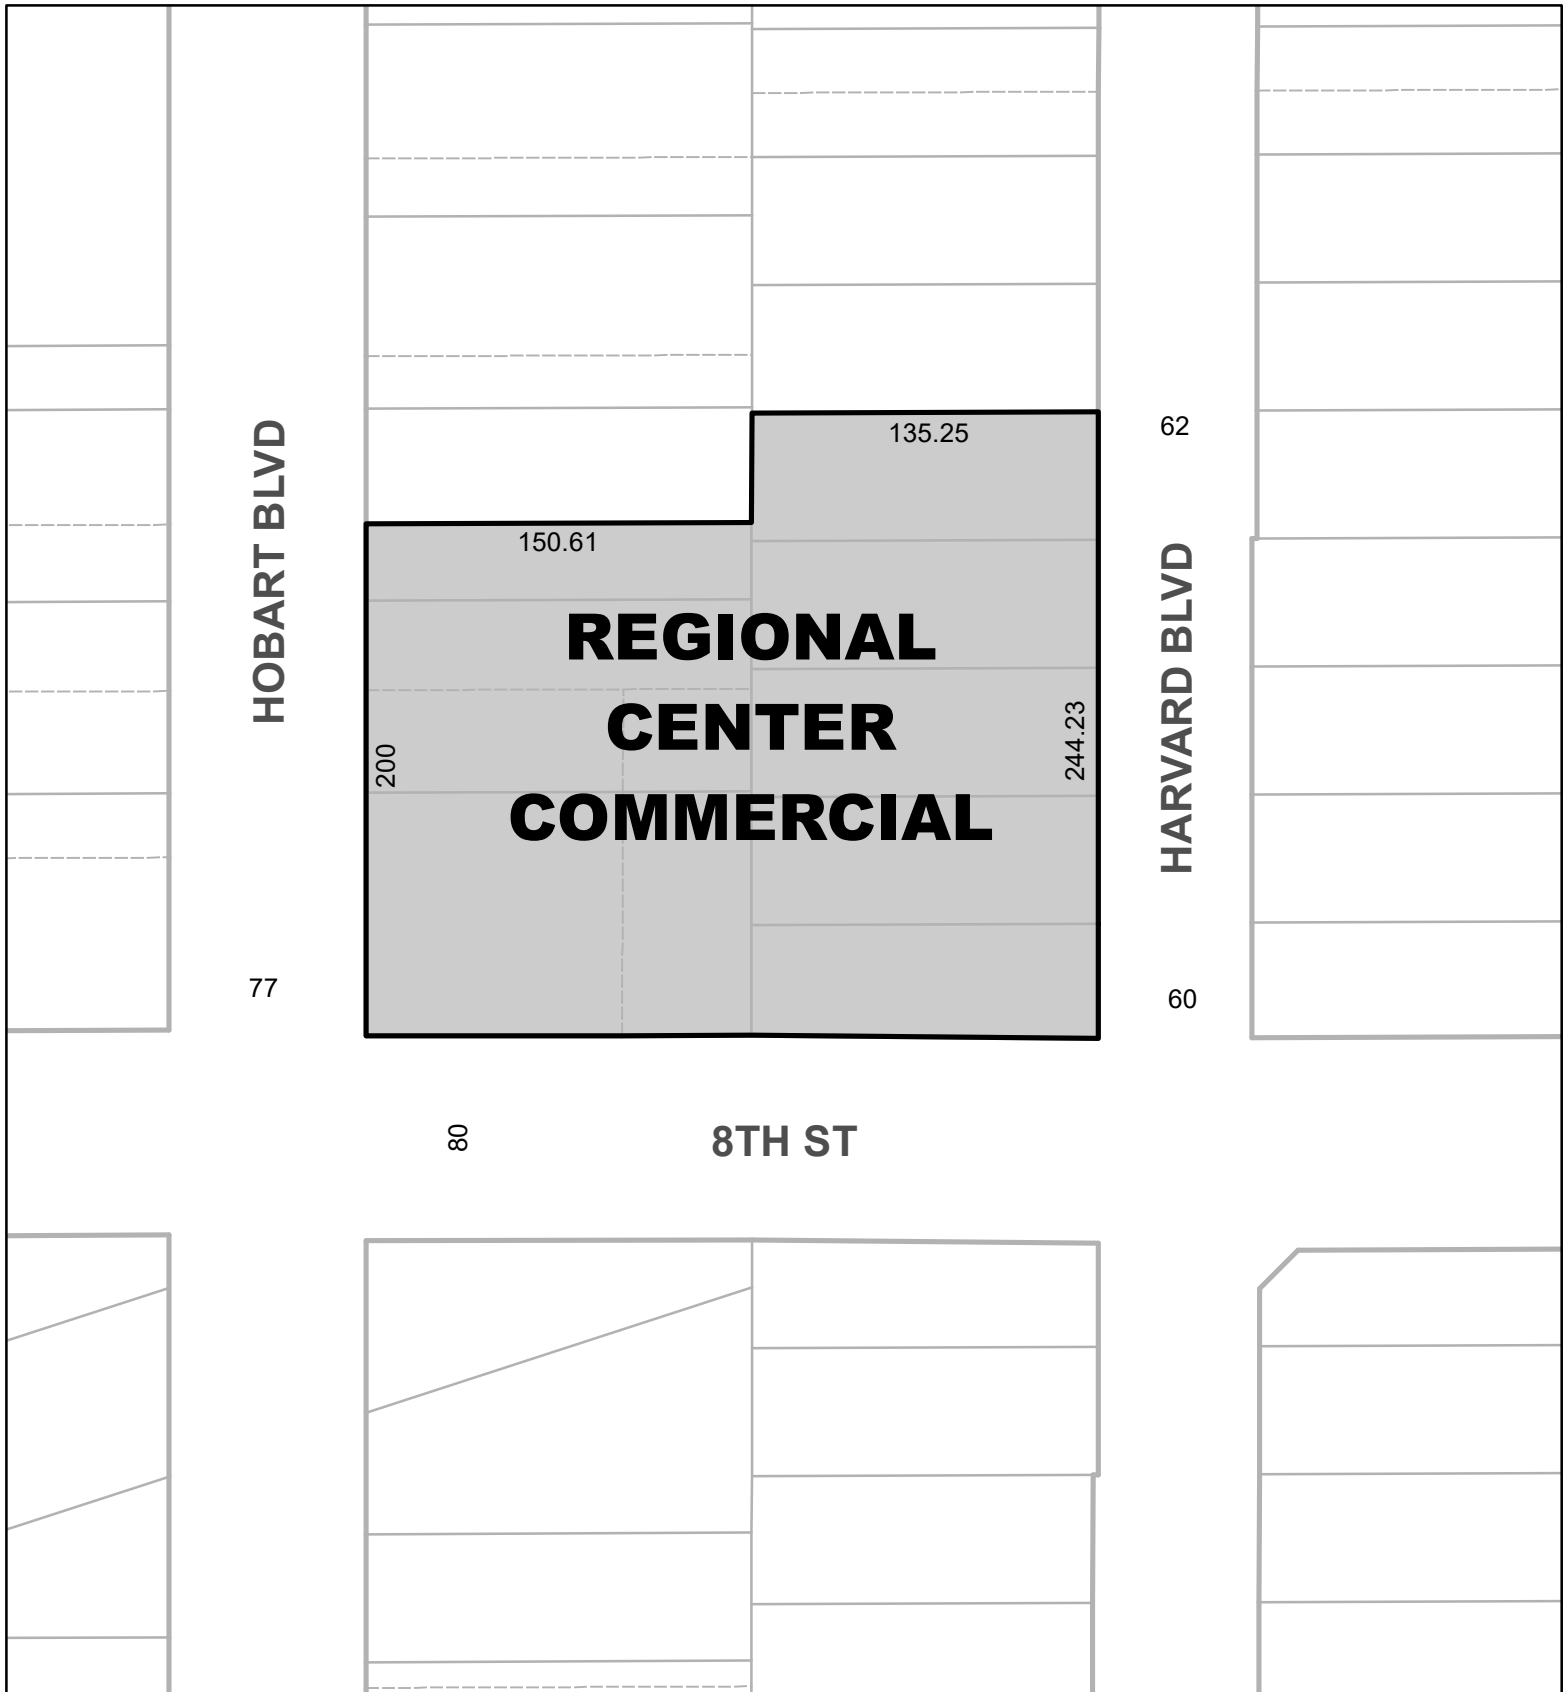 62
135.25
150.61
HOBART BLVD
HARVARD BLVD
REGIONAL
CENTER
COMMERCIAL
200
244.23
77
60
80
8TH ST